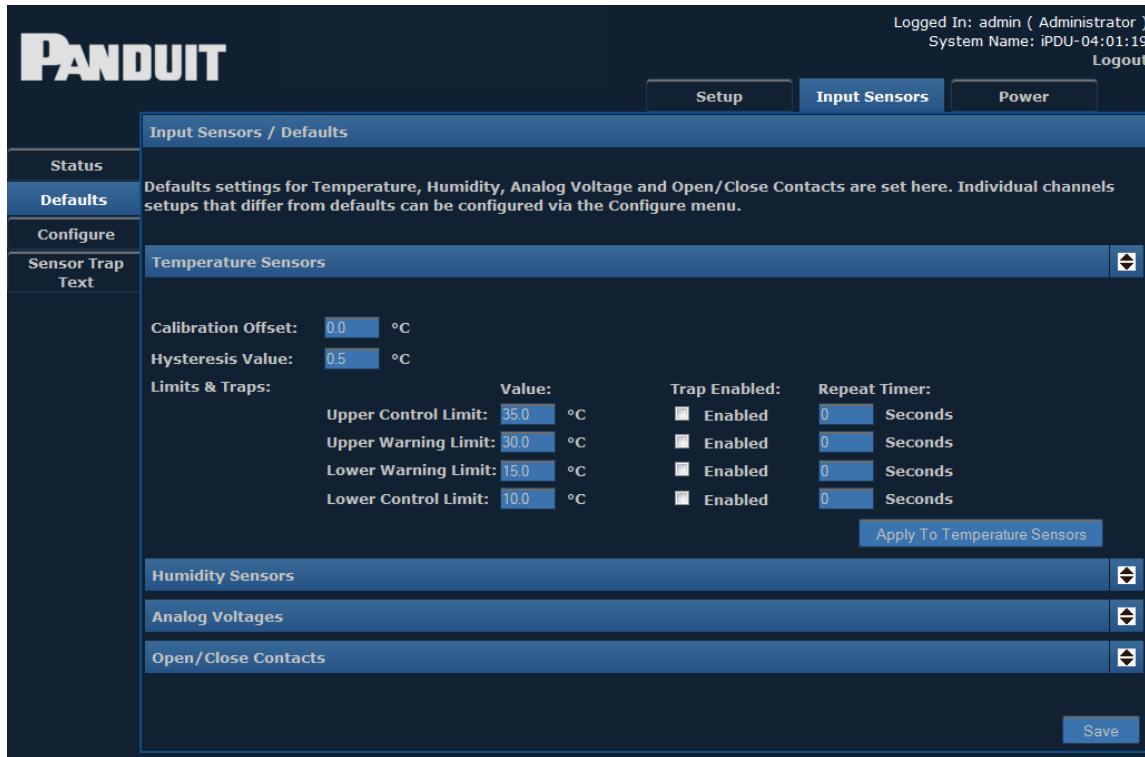 PANDUIT
Logged In: admin ( Administrator )
System Name: iPDU-04:01:19
Logout
Setup
Input Sensors
Power
Input Sensors / Defaults
Status
Defaults
Configure
Sensor Trap
Text
Defaults settings for Temperature, Humidity, Analog Voltage and Open/Close Contacts are set here. Individual channels
setups that differ from defaults can be configured via the Configure menu.
Temperature Sensors
Calibration Offset: 0.0 °C
Hysteresis Value: 0.5 °C
Limits & Traps: Value: Trap Enabled: Repeat Timer:
Upper Control Limit: 35.0 °C Enabled 0 Seconds
Upper Warning Limit: 30.0 °C Enabled 0 Seconds
Lower Warning Limit: 15.0 °C Enabled 0 Seconds
Lower Control Limit: 10.0 °C Enabled 0 Seconds
Apply To Temperature Sensors
Humidity Sensors
Analog Voltages
Open/Close Contacts
Save